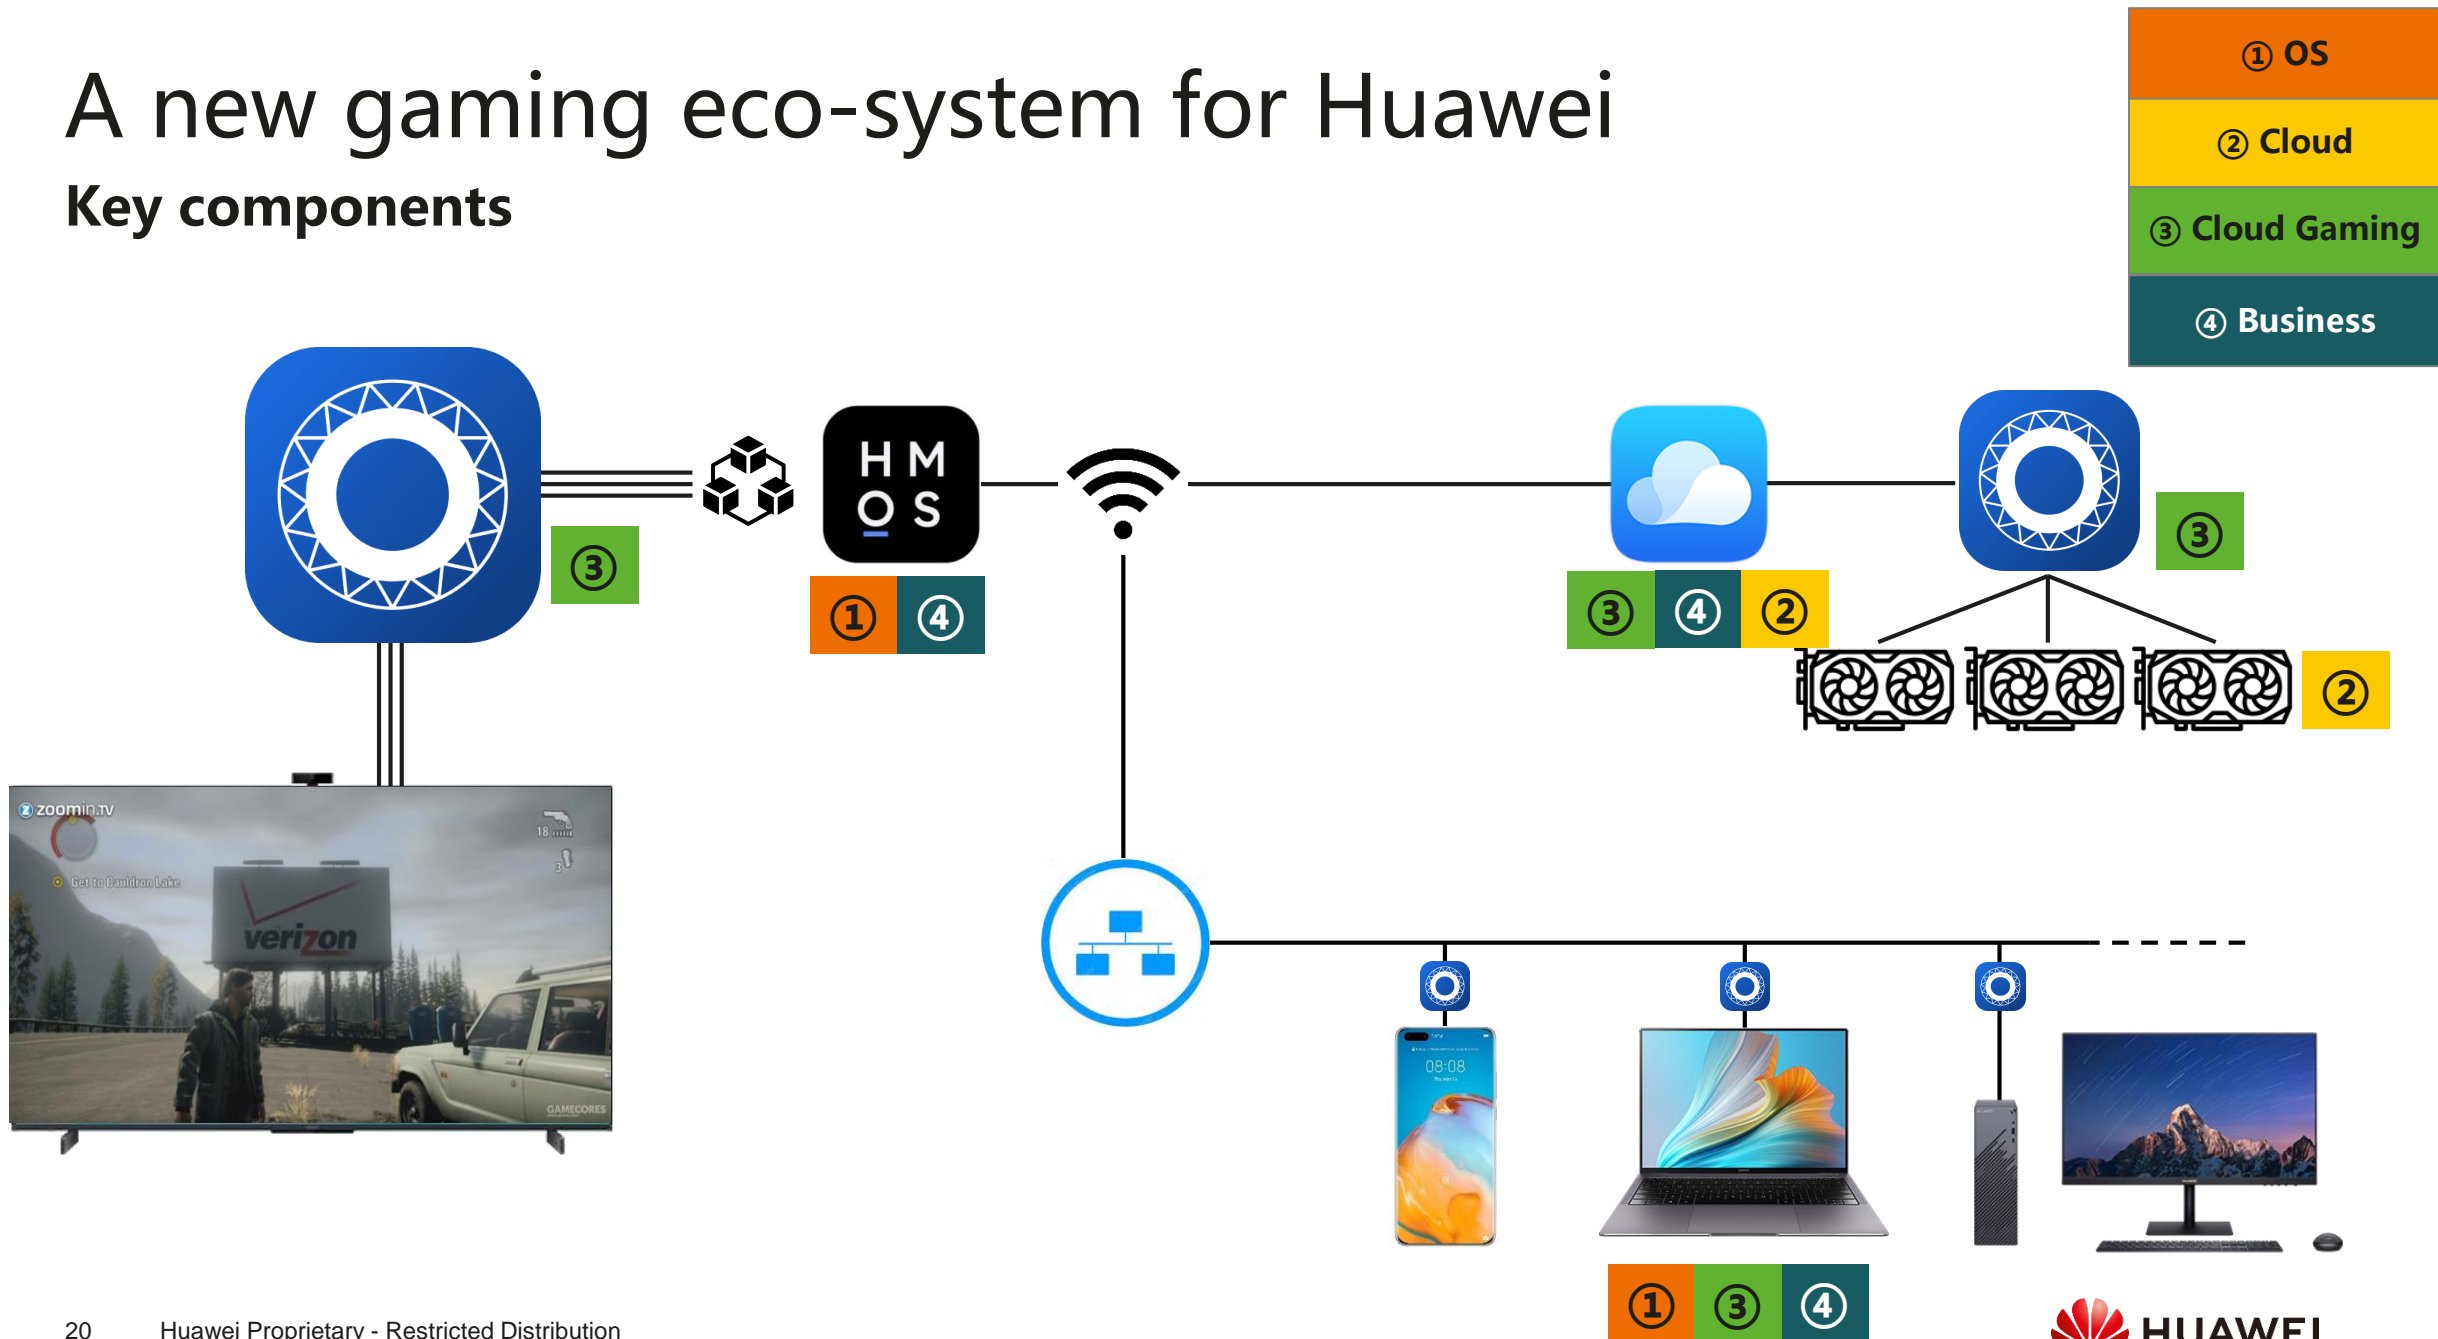 A new gaming eco-system for Huawei
Key components
① OS
② Cloud
③ Cloud Gaming
④ Business
H M
O S
③
① ④
③ ④ ②
③
②
zoomin.TV
18
3
Get to Cauldron Lake
verizon
GAMECORES
08:08
① ③ ④
20 Huawei Proprietary - Restricted Distribution
HUAWEI